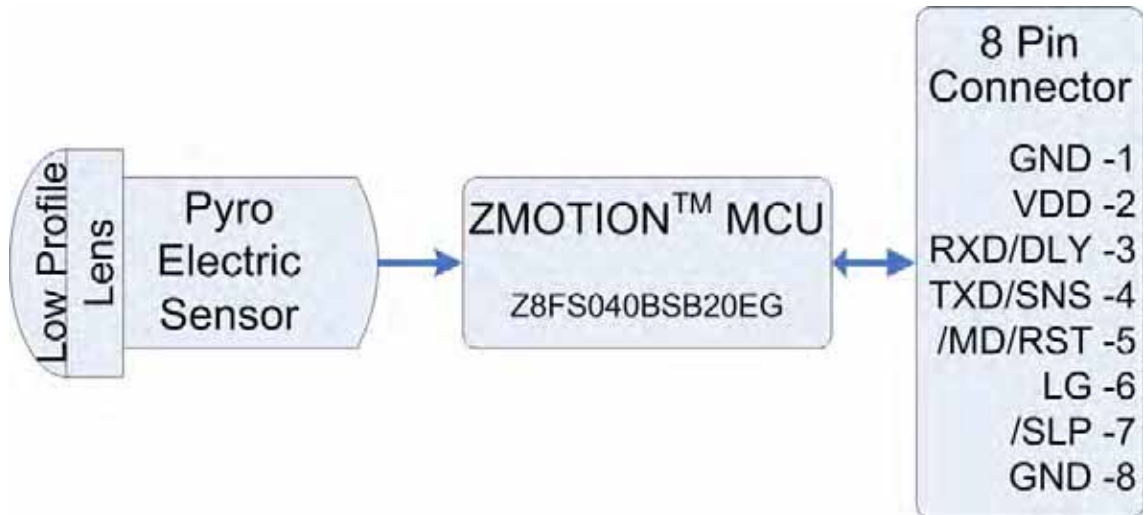 Low Profile
Lens
Pyro
Electric
Sensor
ZMOTION™ MCU
Z8FS040BSB20EG
8 Pin
Connector
GND -1
VDD -2
RXD/DLY -3
TXD/SNS -4
/MD/RST -5
LG -6
/SLP -7
GND -8